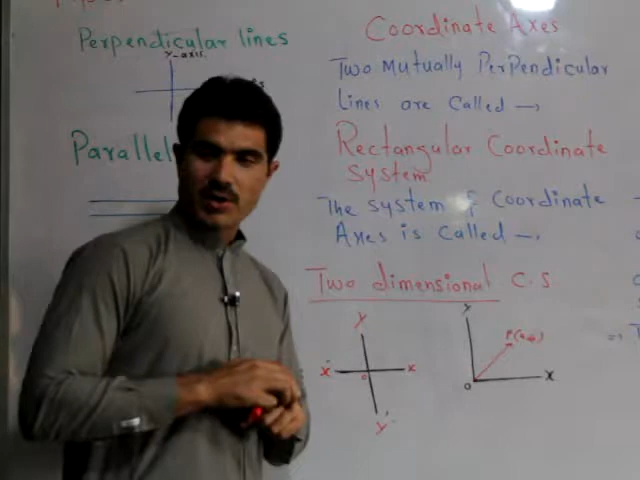 Perpendicular lines
Y-axis
Parallel
Coordinate Axes
Two Mutually Perpendicular
Lines are Called →
Rectangular Coordinate
System
The system of Coordinate
Axes is Called →
Two dimensional C.S
Y
X' o X
Y'
Y
o X